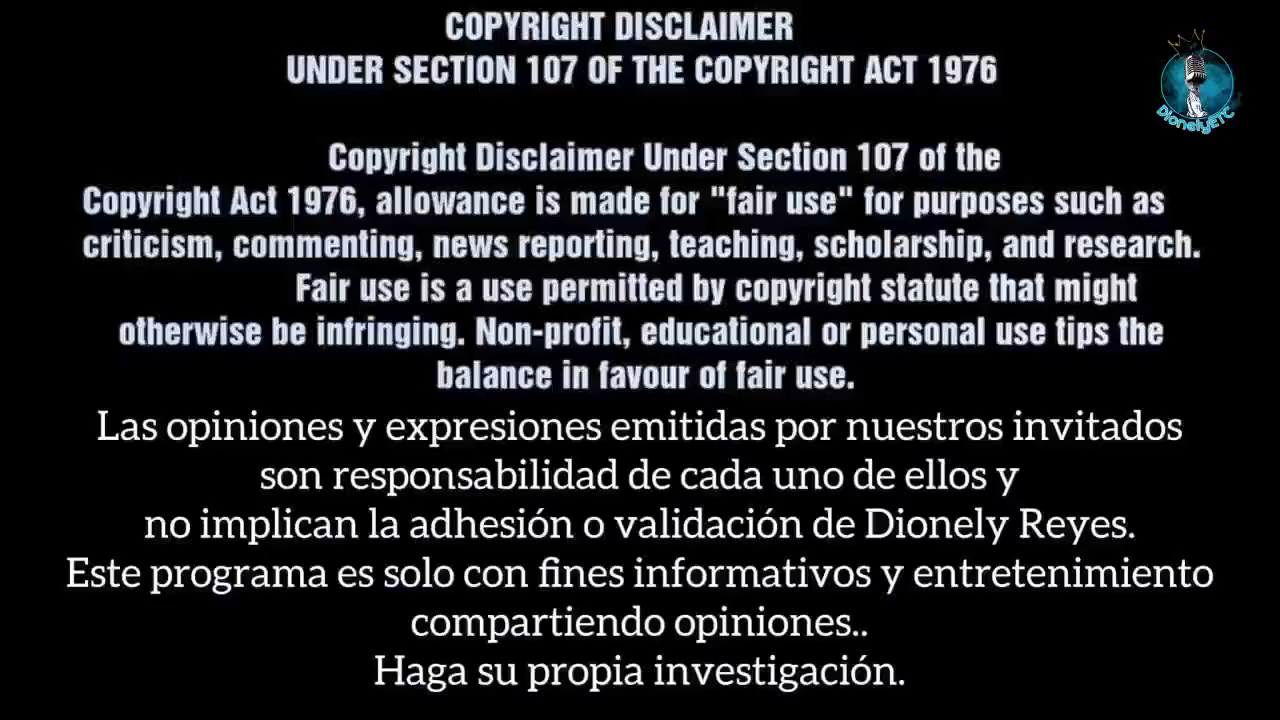 COPYRIGHT DISCLAIMER
UNDER SECTION 107 OF THE COPYRIGHT ACT 1976
DionelyETC
Copyright Disclaimer Under Section 107 of the
Copyright Act 1976, allowance is made for "fair use" for purposes such as
criticism, commenting, news reporting, teaching, scholarship, and research.
Fair use is a use permitted by copyright statute that might
otherwise be infringing. Non-profit, educational or personal use tips the
balance in favour of fair use.
Las opiniones y expresiones emitidas por nuestros invitados
son responsabilidad de cada uno de ellos y
no implican la adhesión o validación de Dionely Reyes.
Este programa es solo con fines informativos y entretenimiento
compartiendo opiniones..
Haga su propia investigación.